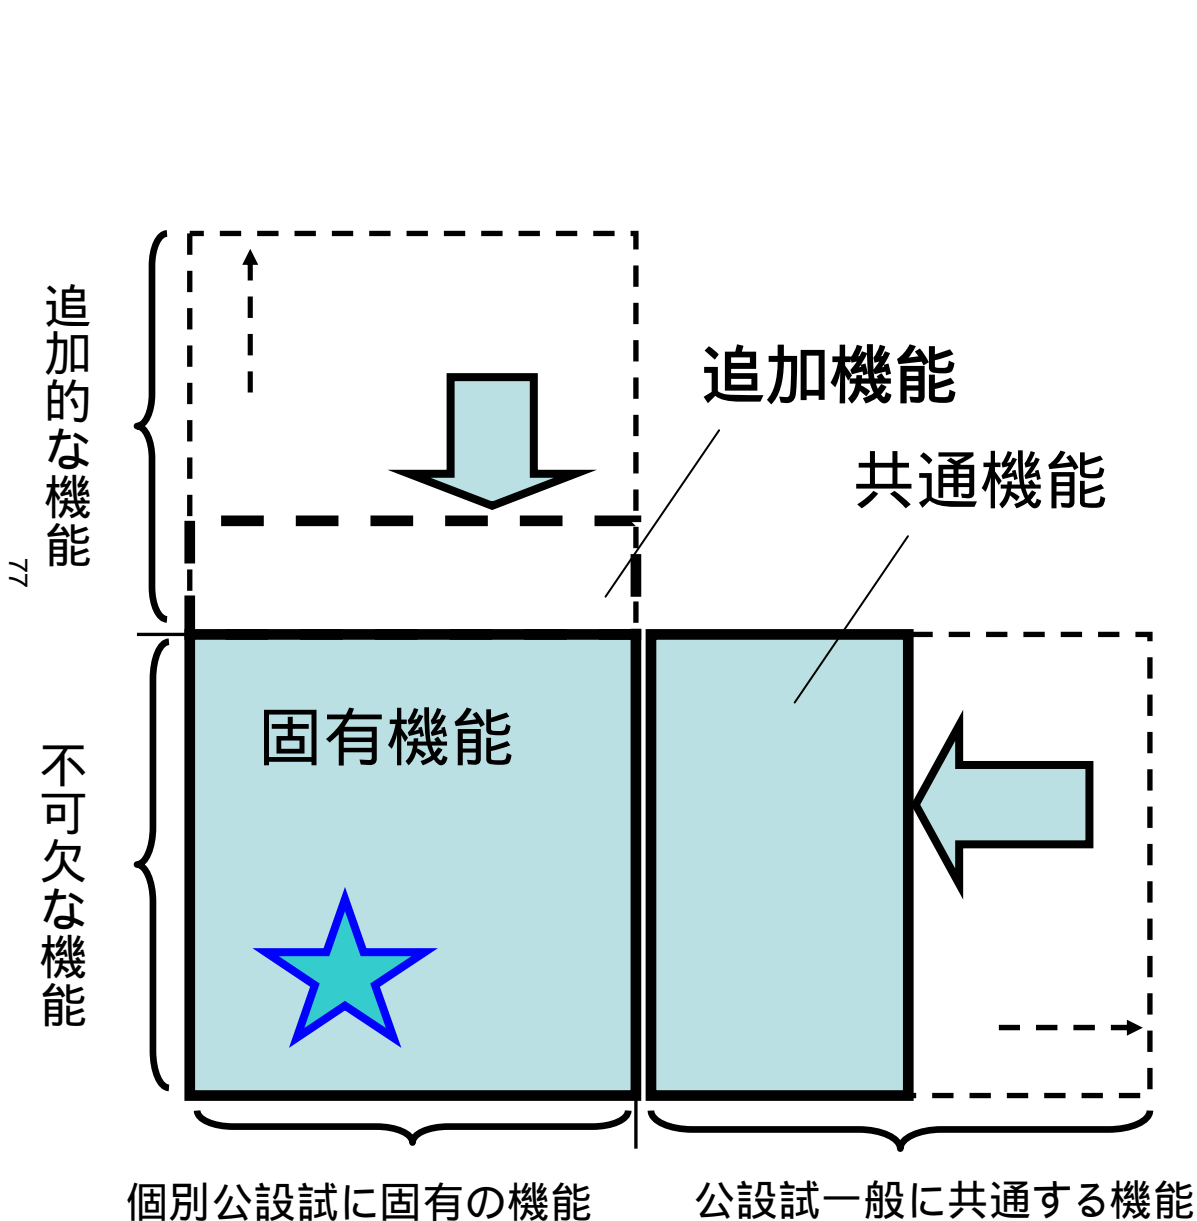 追加的な機能
追加機能
共通機能
77
固有機能
不可欠な機能
個別公設試に固有の機能
公設試一般に共通する機能